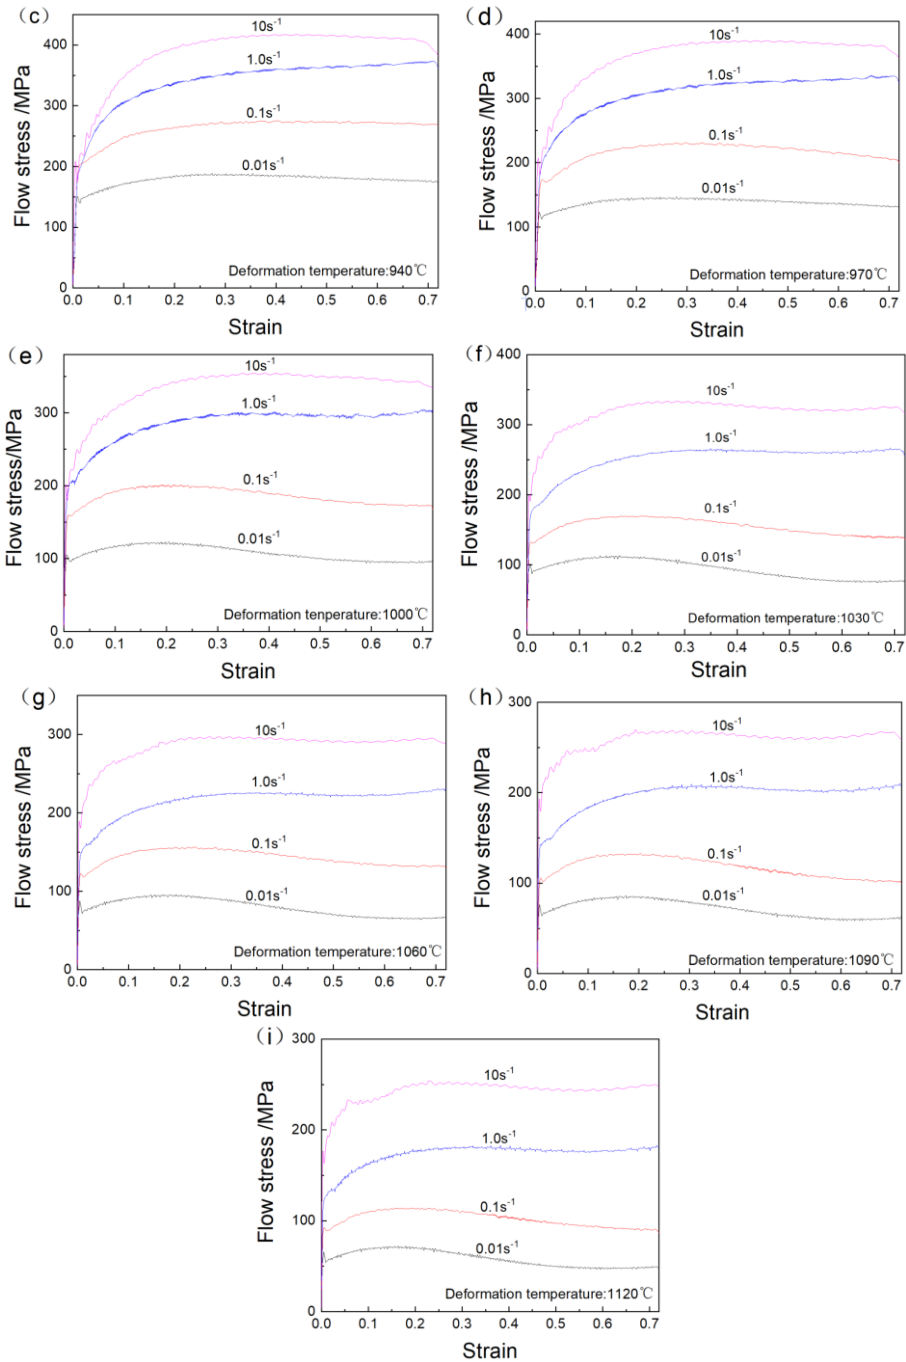 （c）
Flow stress /MPa
400
300
200
100
0
10s⁻¹
1.0s⁻¹
0.1s⁻¹
0.01s⁻¹
Deformation temperature:940℃
0.0 0.1 0.2 0.3 0.4 0.5 0.6 0.7
Strain
（d）
Flow stress /MPa
400
300
200
100
0
10s⁻¹
1.0s⁻¹
0.1s⁻¹
0.01s⁻¹
Deformation temperature:970℃
0.0 0.1 0.2 0.3 0.4 0.5 0.6 0.7
Strain
（e）
Flow stress/MPa
300
200
100
0
10s⁻¹
1.0s⁻¹
0.1s⁻¹
0.01s⁻¹
Deformation tenperature:1000℃
0.0 0.1 0.2 0.3 0.4 0.5 0.6 0.7
Strain
（f）
Flow stress /MPa
400
300
200
100
0
10s⁻¹
1.0s⁻¹
0.1s⁻¹
0.01s⁻¹
Deformation temperature:1030℃
0.0 0.1 0.2 0.3 0.4 0.5 0.6 0.7
Strain
（g）
Flow stress /MPa
300
200
100
0
10s⁻¹
1.0s⁻¹
0.1s⁻¹
0.01s⁻¹
Deformation temperature:1060℃
0.0 0.1 0.2 0.3 0.4 0.5 0.6 0.7
Strain
（h）
Flow stress /MPa
300
200
100
0
10s⁻¹
1.0s⁻¹
0.1s⁻¹
0.01s⁻¹
Deformation temperature:1090℃
0.0 0.1 0.2 0.3 0.4 0.5 0.6 0.7
Strain
（i）
Flow stress /MPa
300
200
100
0
10s⁻¹
1.0s⁻¹
0.1s⁻¹
0.01s⁻¹
Deformation temperature:1120℃
0.0 0.1 0.2 0.3 0.4 0.5 0.6 0.7
Strain